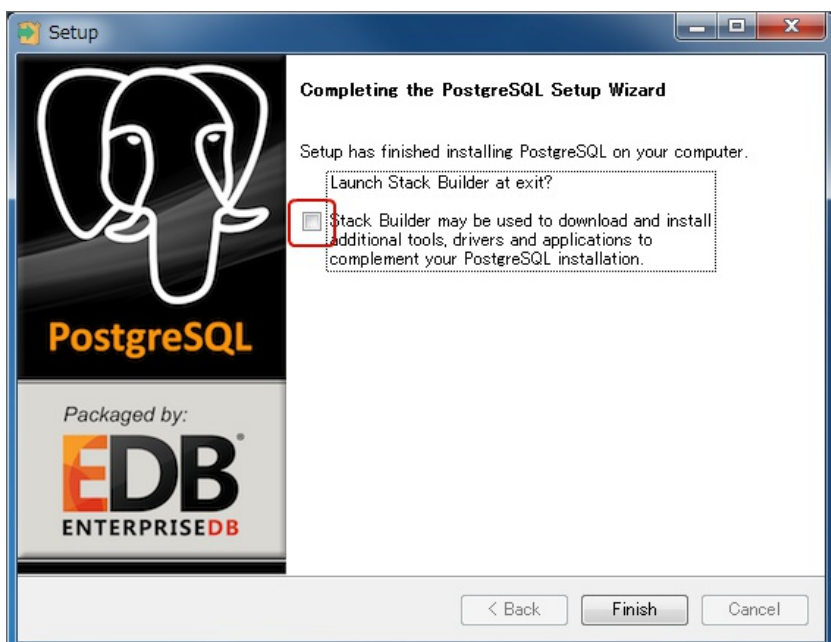 Setup
Completing the PostgreSQL Setup Wizard
Setup has finished installing PostgreSQL on your computer.
Launch Stack Builder at exit?
Stack Builder may be used to download and install
additional tools, drivers and applications to
complement your PostgreSQL installation.
PostgreSQL
Packaged by:
EDB®
ENTERPRISEDB
< Back
Finish
Cancel